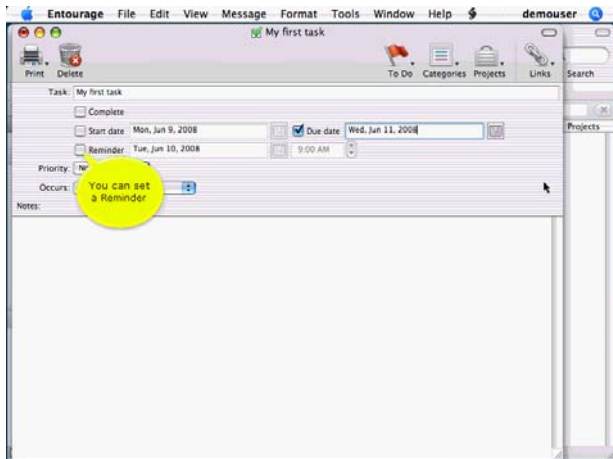 Entourage File Edit View Message Format Tools Window Help demouser
My first task
Print Delete To Do Categories Projects Links Search
Task: My first task
Complete
Projects
Start date Mon, Jun 9, 2008 Due date Wed, Jun 11, 2008
Reminder Tue, Jun 10, 2008 9:00 AM
Priority:
Occurs:
You can set
a Reminder
Notes: